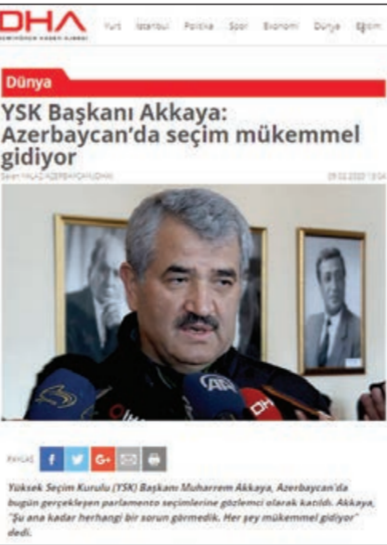 DHA
Yurt İstanbul Politika Spor Ekonomi Dünya Eğitim
Dünya
YSK Başkanı Akkaya:
Azerbaycan'da seçim mükemmel
gidiyor
AA
DHA
PAYLAŞ
f G+
Yüksek Seçim Kurulu (YSK) Başkanı Muharrem Akkaya, Azerbaycan'da
bugün gerçekleşen parlamento seçimlerine gözlemci olarak katıldı. Akkaya,
"Şu ana kadar herhangi bir sorun görmedik. Her şey mükemmel gidiyor"
dedi.